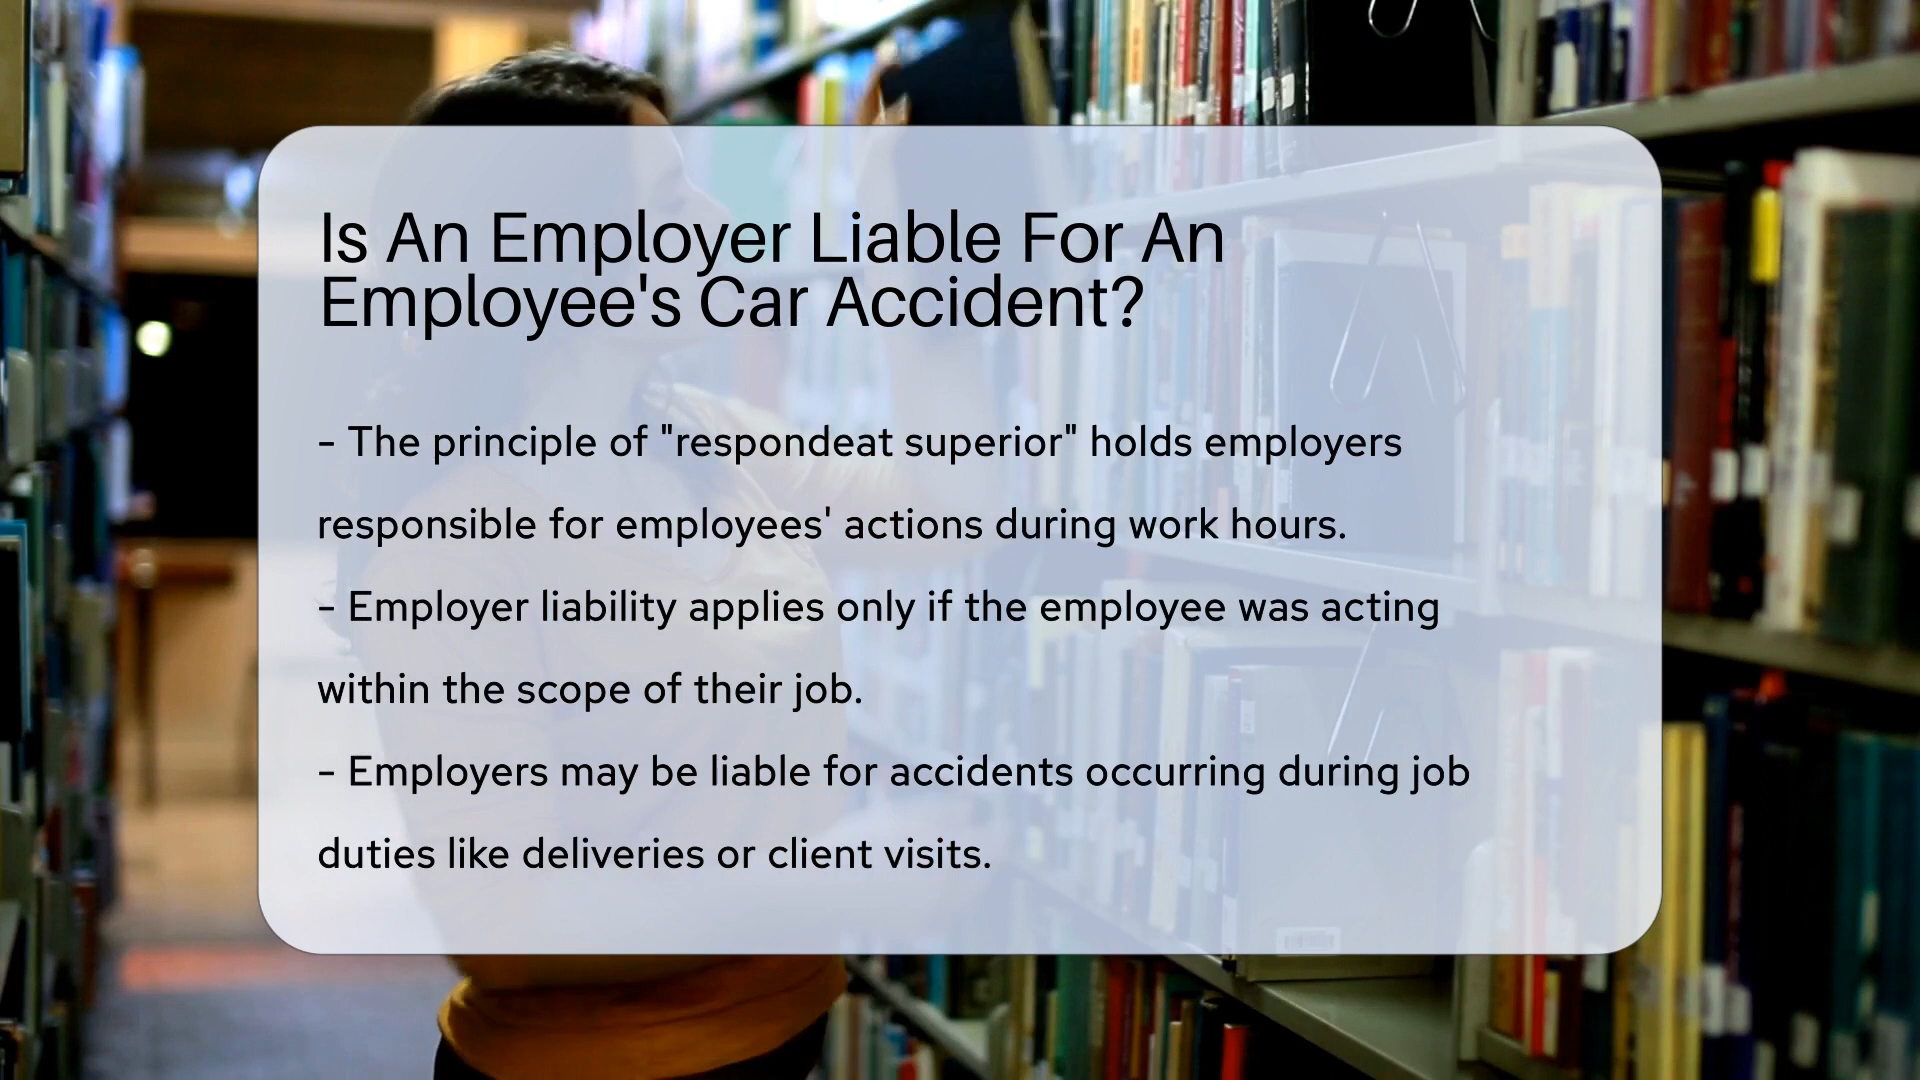 Is An Employer Liable For An
Employee's Car Accident?
- The principle of "respondeat superior" holds employers
responsible for employees' actions during work hours.
- Employer liability applies only if the employee was acting
within the scope of their job.
- Employers may be liable for accidents occurring during job
duties like deliveries or client visits.